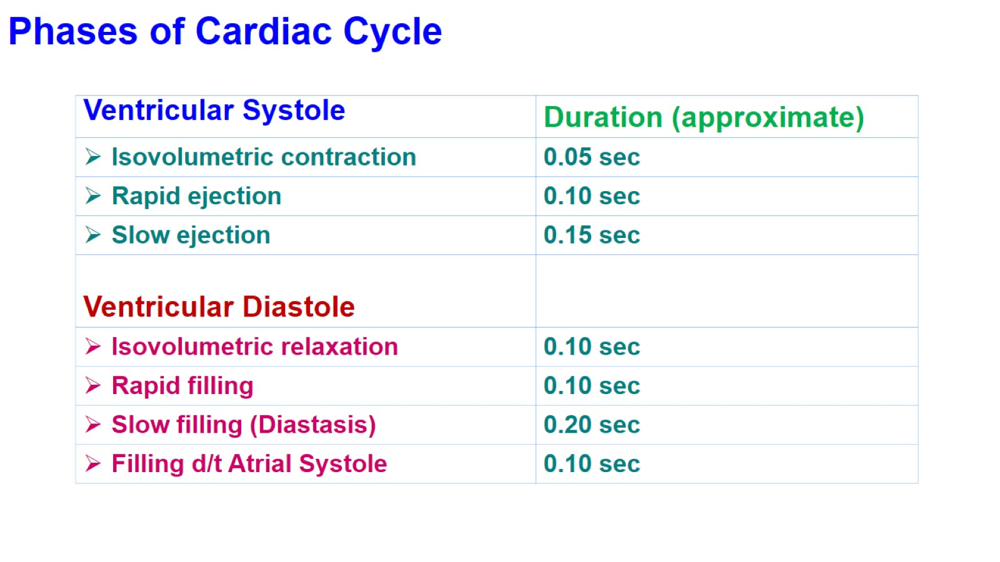 Phases of Cardiac Cycle
Ventricular Systole Duration (approximate)
➢ Isovolumetric contraction 0.05 sec
➢ Rapid ejection 0.10 sec
➢ Slow ejection 0.15 sec
Ventricular Diastole
➢ Isovolumetric relaxation 0.10 sec
➢ Rapid filling 0.10 sec
➢ Slow filling (Diastasis) 0.20 sec
➢ Filling d/t Atrial Systole 0.10 sec